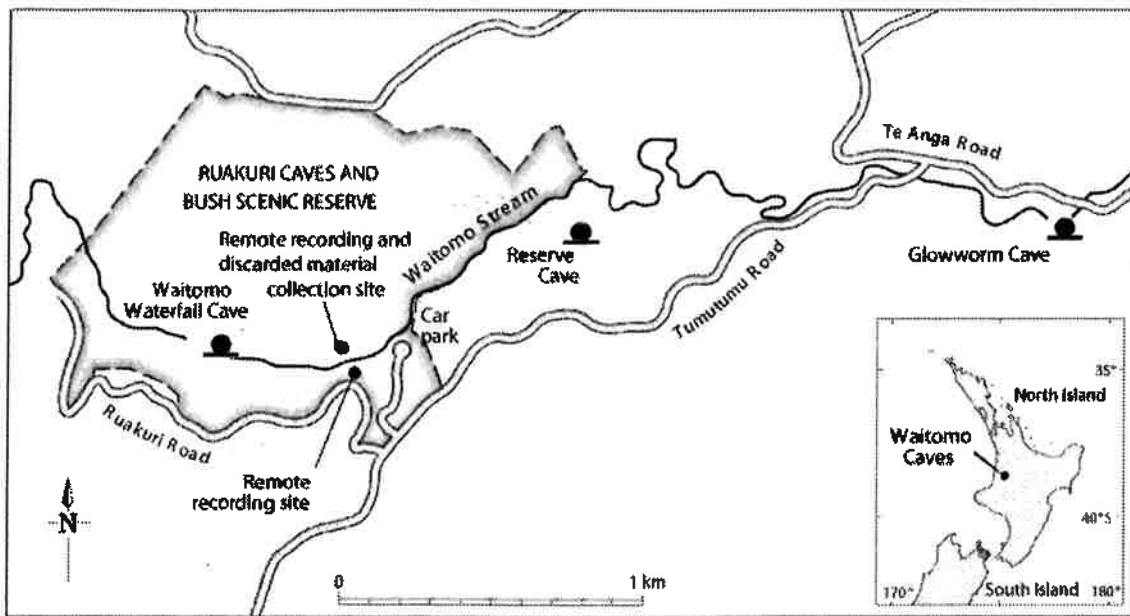 RUAKURI CAVES AND
BUSH SCENIC RESERVE
Remote recording and
discarded material
collection site
Waitomo
Waterfall Cave
Waitomo Stream
Reserve
Cave
Car
park
Te Anga Road
Glowworm Cave
Tumutumu Road
Ruakuri Road
Remote
recording site
N
0
1 km
35°
North Island
Waitomo
Caves
40°S
170°
South Island
180°